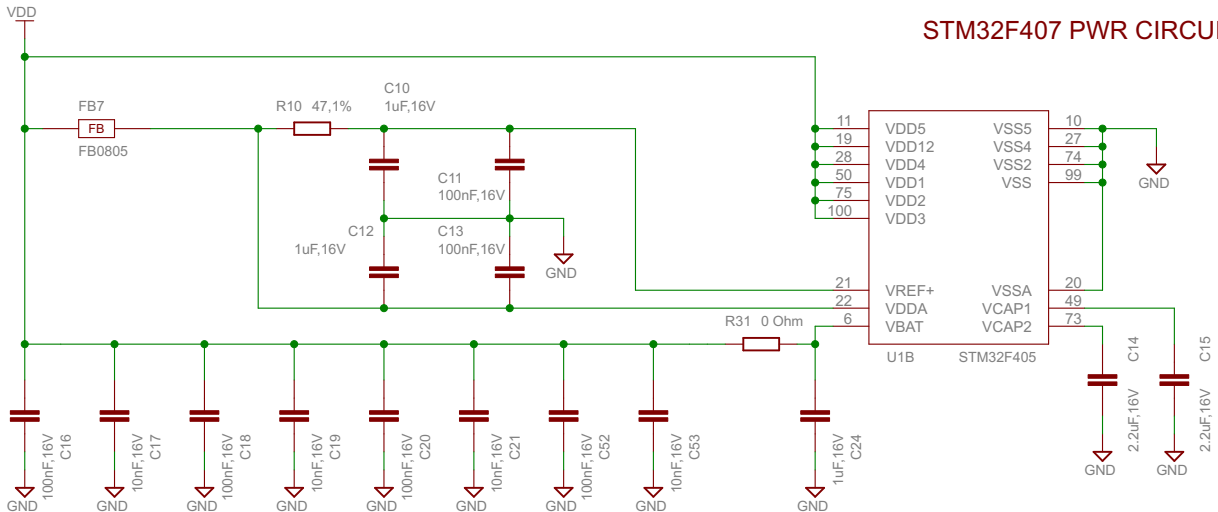 VDD
STM32F407 PWR CIRCUI
FB7
FB
FB0805
R10 47,1%
C10
1uF,16V
C11
100nF,16V
C12
1uF,16V
C13
100nF,16V
GND
11 VDD5
19 VDD12
28 VDD4
50 VDD1
75 VDD2
100 VDD3
21 VREF+
22 VDDA
6 VBAT
VSS5 10
VSS4 27
VSS2 74
VSS 99
VSSA 20
VCAP1 49
VCAP2 73
U1B STM32F405
GND
R31 0 Ohm
C14
2.2uF,16V
GND
C15
2.2uF,16V
GND
100nF,16V
C16
GND
10nF,16V
C17
GND
100nF,16V
C18
GND
10nF,16V
C19
GND
100nF,16V
C20
GND
10nF,16V
C21
GND
100nF,16V
C52
GND
10nF,16V
C53
GND
1uF,16V
C24
GND